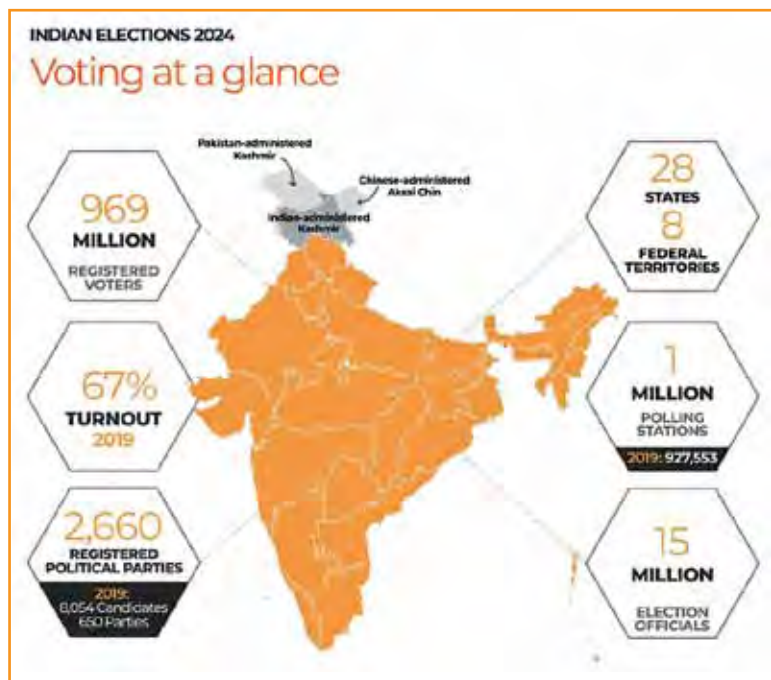 INDIAN ELECTIONS 2024
Voting at a glance
Pakistan-administered
Kashmir
Chinese-administered
Aksai Chin
Indian-administered
Kashmir
969
MILLION
REGISTERED
VOTERS
67%
TURNOUT
2019
2,660
REGISTERED
POLITICAL PARTIES
2019:
8,054 Candidates
650 Parties
28
STATES
8
FEDERAL
TERRITORIES
1
MILLION
POLLING
STATIONS
2019: 927,553
15
MILLION
ELECTION
OFFICIALS